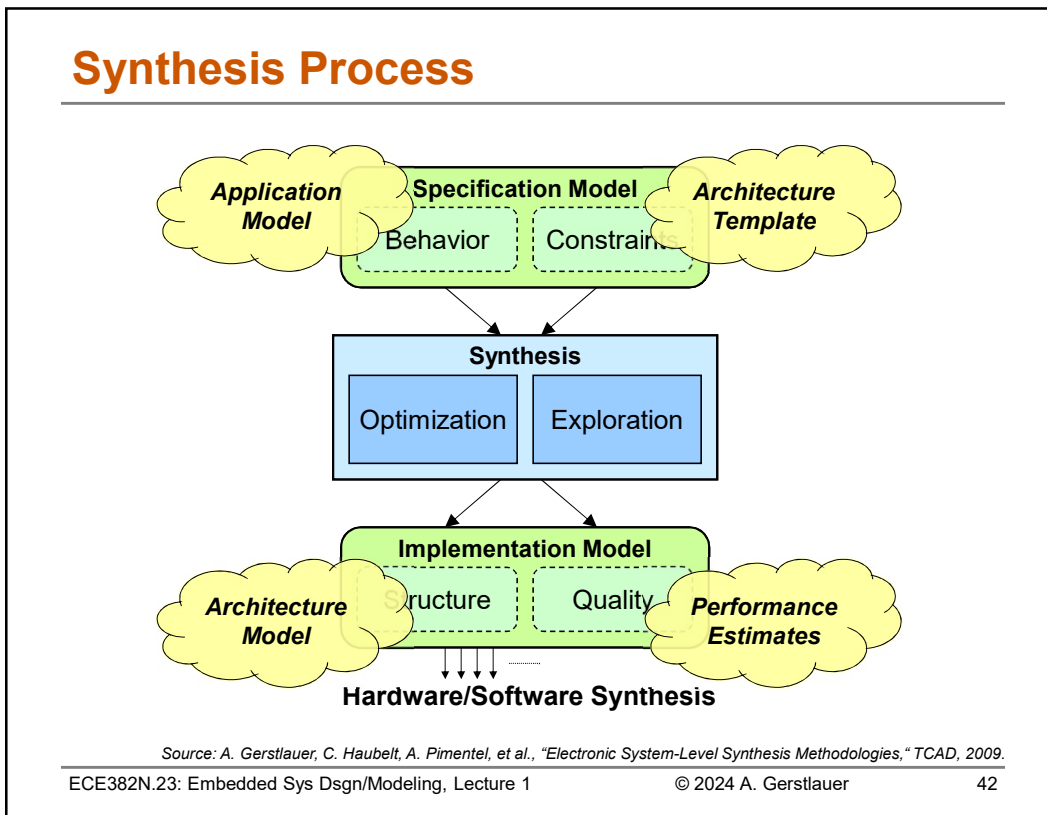 Synthesis Process
Application
Model
Specification Model
Behavior
Constraints
Architecture
Template
Synthesis
Optimization
Exploration
Implementation Model
Structure
Quality
Architecture
Model
Performance
Estimates
Hardware/Software Synthesis
Source: A. Gerstlauer, C. Haubelt, A. Pimentel, et al., “Electronic System-Level Synthesis Methodologies,“ TCAD, 2009.
ECE382N.23: Embedded Sys Dsgn/Modeling, Lecture 1
© 2024 A. Gerstlauer
42